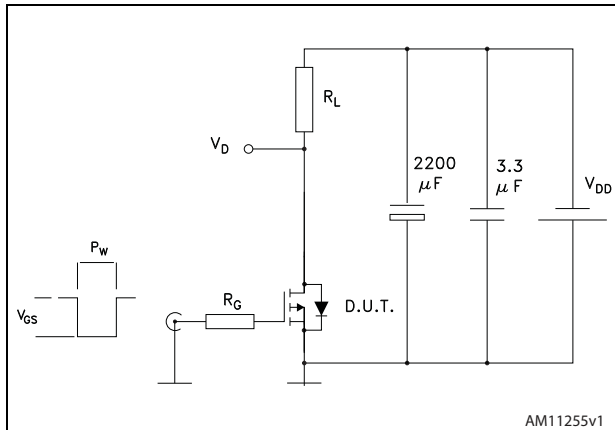 R_L
V_D
2200
μF
3.3
μF
V_DD
P_W
V_GS
R_G
D.U.T.
AM11255v1